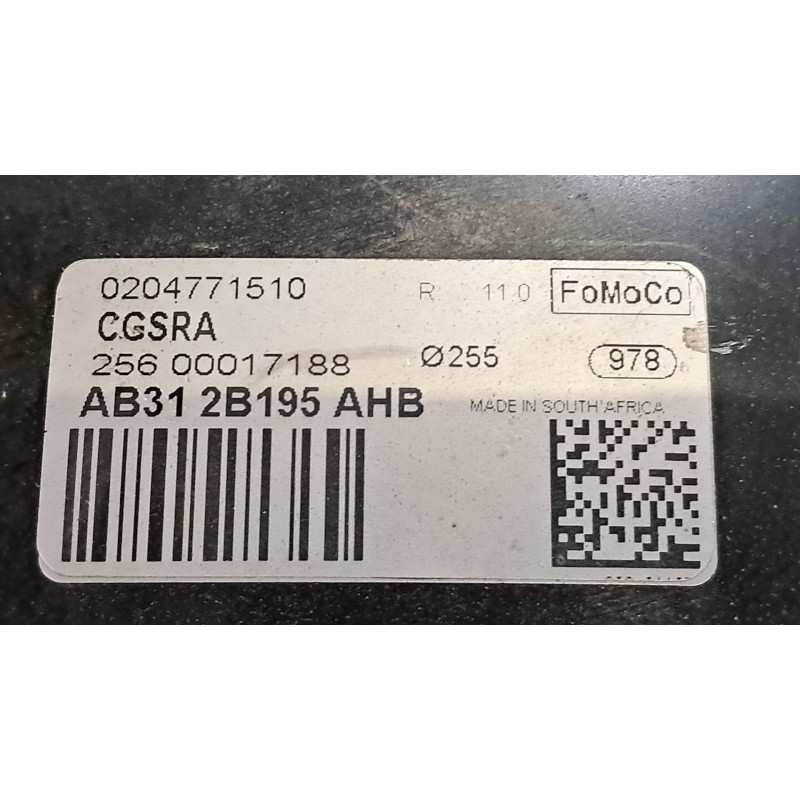 0204771510 R 11.0 FoMoCo
CGSRA
256 00017188 Ø255 978
AB31 2B195 AHB MADE IN SOUTH AFRICA